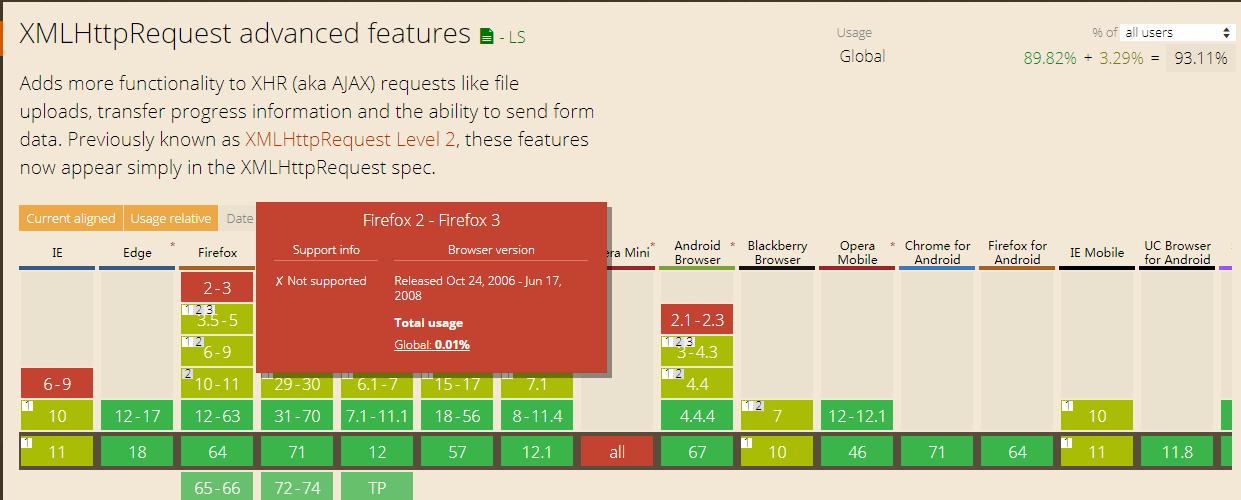 XMLHttpRequest advanced features - LS
Usage % of all users
Global 89.82% + 3.29% = 93.11%
Adds more functionality to XHR (aka AJAX) requests like file
uploads, transfer progress information and the ability to send form
data. Previously known as XMLHttpRequest Level 2, these features
now appear simply in the XMLHttpRequest spec.
Current aligned Usage relative Date
Firefox 2 - Firefox 3
Support info Browser version
✗ Not supported Released Oct 24, 2006 - Jun 17,
2008
Total usage
Global: 0.01%
IE Edge * Firefox era Mini * Android Browser * Blackberry Browser Opera Mobile * Chrome for Android Firefox for Android IE Mobile UC Browser for Android
2-3
1 2 3 3.5-5 2.1-2.3
1 2 6-9 1 2 3 3-4.3
6-9 2 10-11 29-30 6.1-7 15-17 7.1 1 2 4.4
1 10 12-17 12-63 31-70 7.1-11.1 18-56 8-11.4 4.4.4 1 2 7 12-12.1 1 10
1 11 18 64 71 12 57 12.1 all 67 1 10 46 71 64 1 11 11.8
65-66 72-74 TP